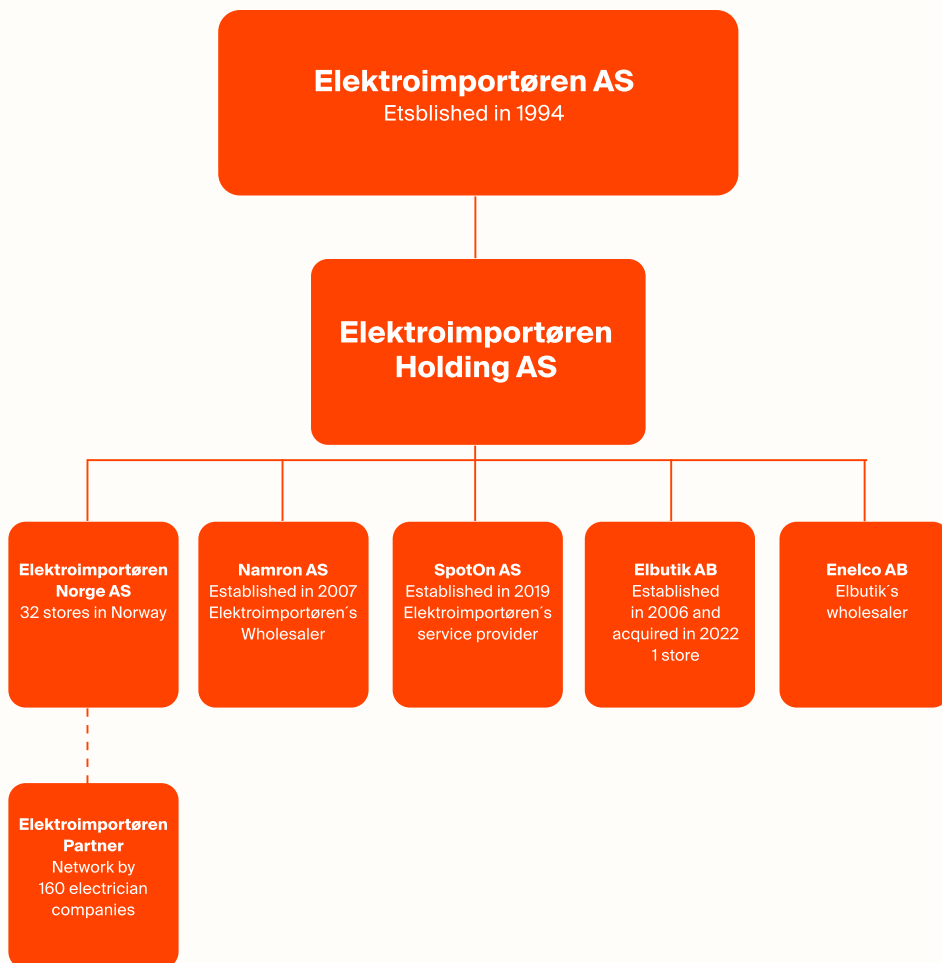 Elektroimportøren AS
Etsblished in 1994
Elektroimportøren
Holding AS
Elektroimportøren
Norge AS
32 stores in Norway
Namron AS
Established in 2007
Elektroimportøren´s
Wholesaler
SpotOn AS
Established in 2019
Elektroimportøren´s
service provider
Elbutik AB
Established
in 2006 and
acquired in 2022
1 store
Enelco AB
Elbutik´s
wholesaler
Elektroimportøren
Partner
Network by
160 electrician
companies